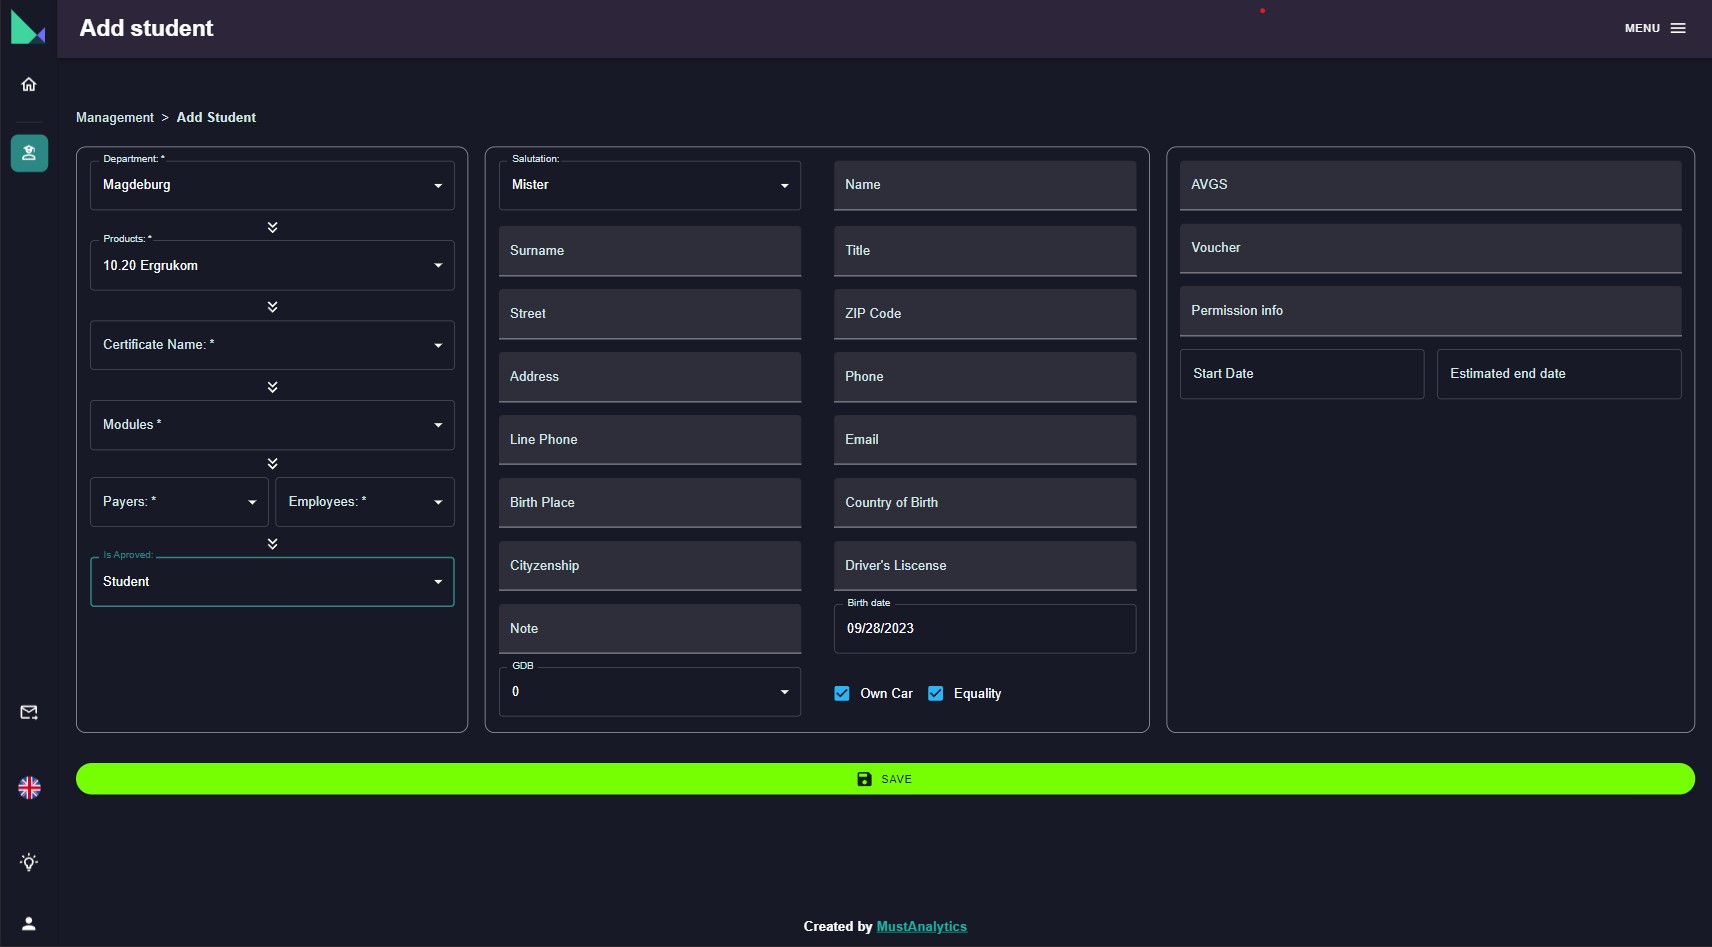 Add student
MENU
Management > Add Student
Department: *
Magdeburg
Products: *
10.20 Ergrukom
Certificate Name: *
Modules *
Payers: *
Employees: *
Is Aproved:
Student
Salutation:
Mister
Name
Surname
Title
Street
ZIP Code
Address
Phone
Line Phone
Email
Birth Place
Country of Birth
Cityzenship
Driver's Liscense
Note
Birth date
09/28/2023
GDB
0
Own Car
Equality
AVGS
Voucher
Permission info
Start Date
Estimated end date
SAVE
Created by MustAnalytics